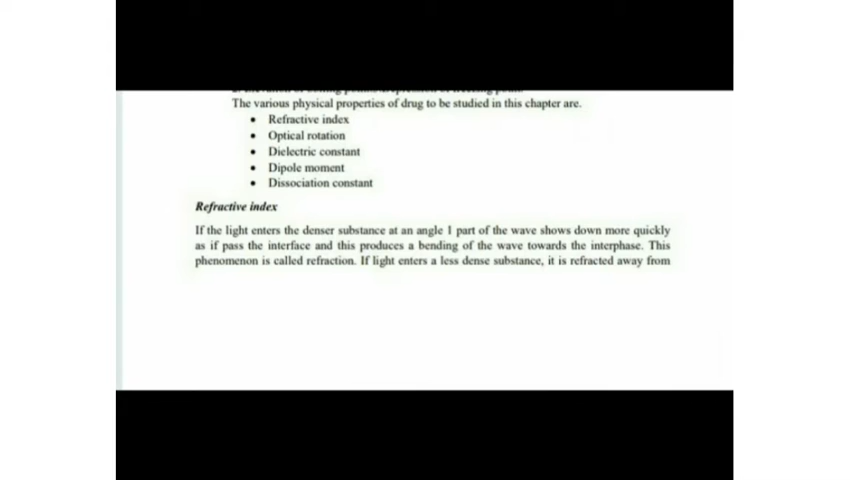 The various physical properties of drug to be studied in this chapter are.
• Refractive index
• Optical rotation
• Dielectric constant
• Dipole moment
• Dissociation constant
Refractive index
If the light enters the denser substance at an angle 1 part of the wave shows down more quickly
as if pass the interface and this produces a bending of the wave towards the interphase. This
phenomenon is called refraction. If light enters a less dense substance, it is refracted away from